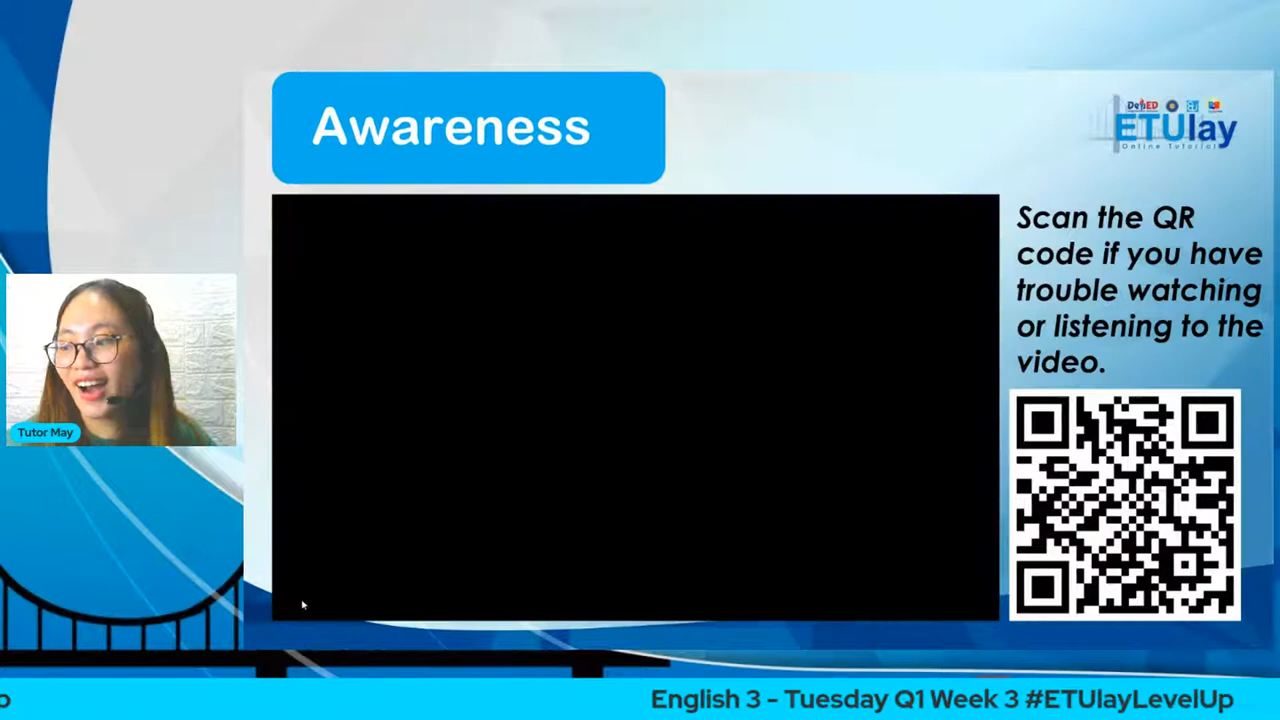 Awareness
DepED
ETUlay
Online Tutorial
Scan the QR
code if you have
trouble watching
or listening to the
video.
Tutor May
o
English 3 - Tuesday Q1 Week 3 #ETUlayLevelUp